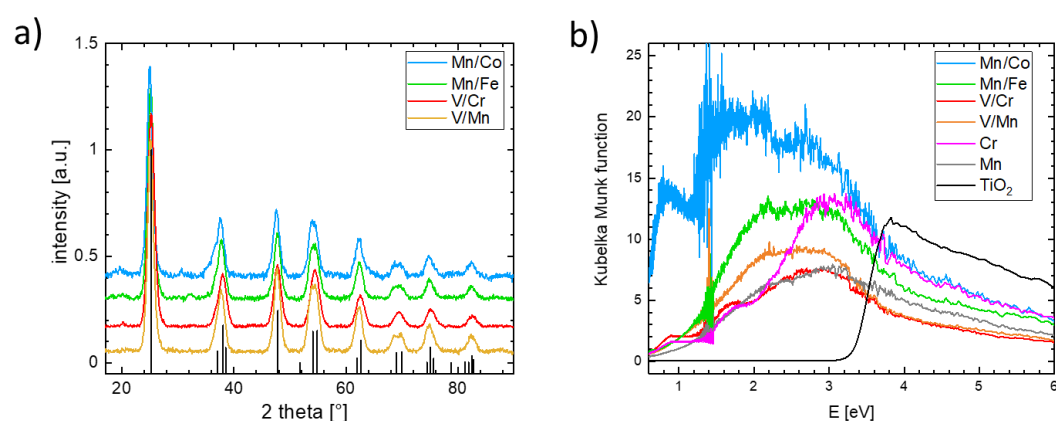 a)
1.5
1
0.5
0
intensity [a.u.]
20
40
60
80
2 theta [°]
Mn/Co
Mn/Fe
V/Cr
V/Mn
b)
25
20
15
10
5
0
Kubelka Munk function
1
2
3
4
5
6
E [eV]
Mn/Co
Mn/Fe
V/Cr
V/Mn
Cr
Mn
TiO₂